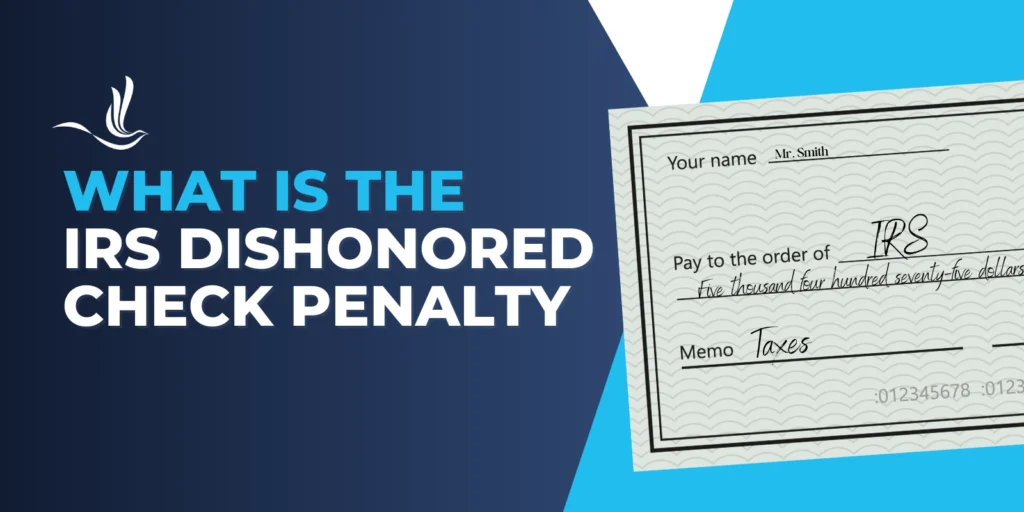 WHAT IS THE
IRS DISHONORED
CHECK PENALTY
Your name Mr. Smith
Pay to the order of IRS
Five thousand four hundred seventy-five dollars
Memo Taxes
:012345678 :012